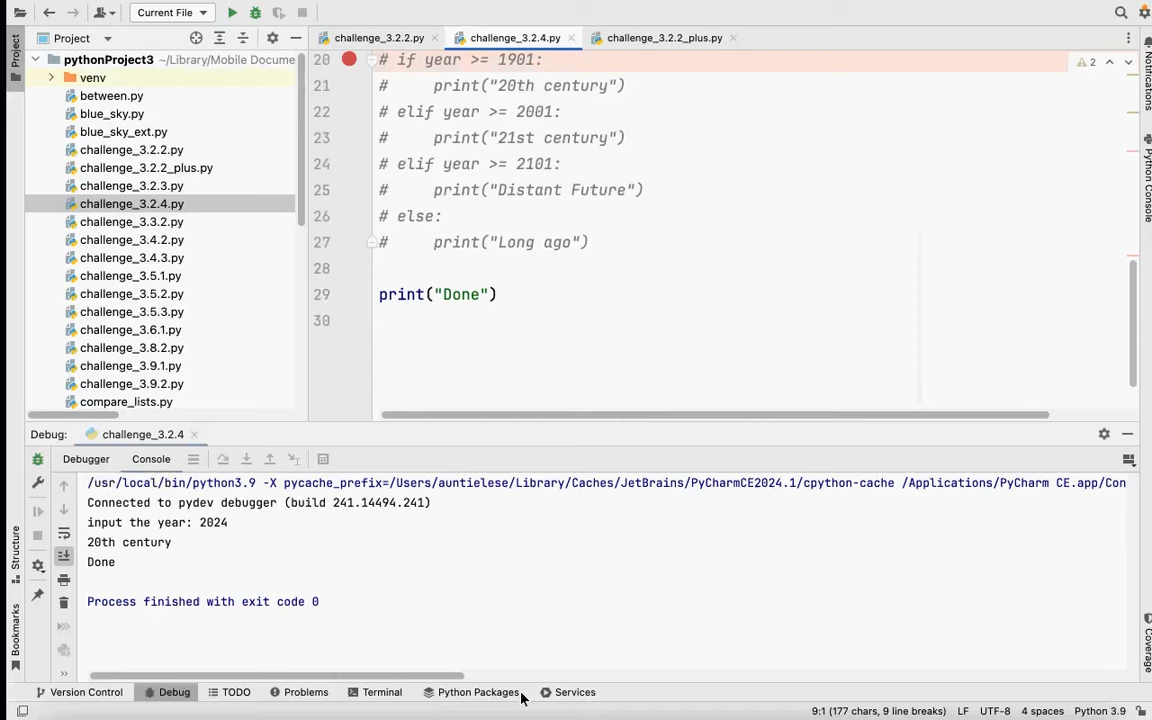 Current File
Project
challenge_3.2.2.py
challenge_3.2.4.py
challenge_3.2.2_plus.py
Project
pythonProject3 ~/Library/Mobile Docume
venv
between.py
blue_sky.py
blue_sky_ext.py
challenge_3.2.2.py
challenge_3.2.2_plus.py
challenge_3.2.3.py
challenge_3.2.4.py
challenge_3.3.2.py
challenge_3.4.2.py
challenge_3.4.3.py
challenge_3.5.1.py
challenge_3.5.2.py
challenge_3.5.3.py
challenge_3.6.1.py
challenge_3.8.2.py
challenge_3.9.1.py
challenge_3.9.2.py
compare_lists.py
20 # if year >= 1901:
21 #     print("20th century")
22 # elif year >= 2001:
23 #     print("21st century")
24 # elif year >= 2101:
25 #     print("Distant Future")
26 # else:
27 #     print("Long ago")
28
29 print("Done")
30
2
Notifications
Python Console
Coverage
Debug: challenge_3.2.4
Debugger Console
/usr/local/bin/python3.9 -X pycache_prefix=/Users/auntielese/Library/Caches/JetBrains/PyCharmCE2024.1/cpython-cache /Applications/PyCharm CE.app/Con
Connected to pydev debugger (build 241.14494.241)
input the year: 2024
20th century
Done
Process finished with exit code 0
Structure
Bookmarks
Version Control
Debug
TODO
Problems
Terminal
Python Packages
Services
9:1 (177 chars, 9 line breaks) LF UTF-8 4 spaces Python 3.9